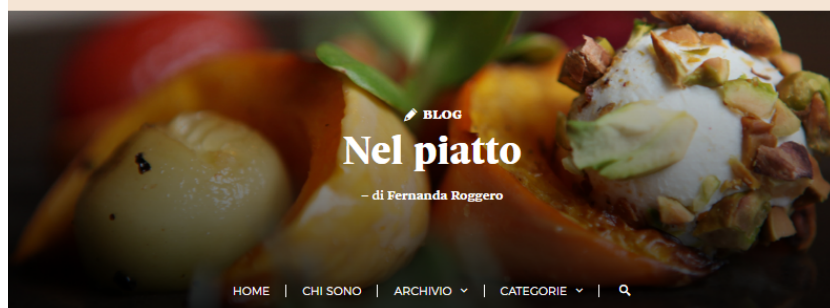 BLOG
Nel piatto
– di Fernanda Roggero
HOME | CHI SONO | ARCHIVIO | CATEGORIE |